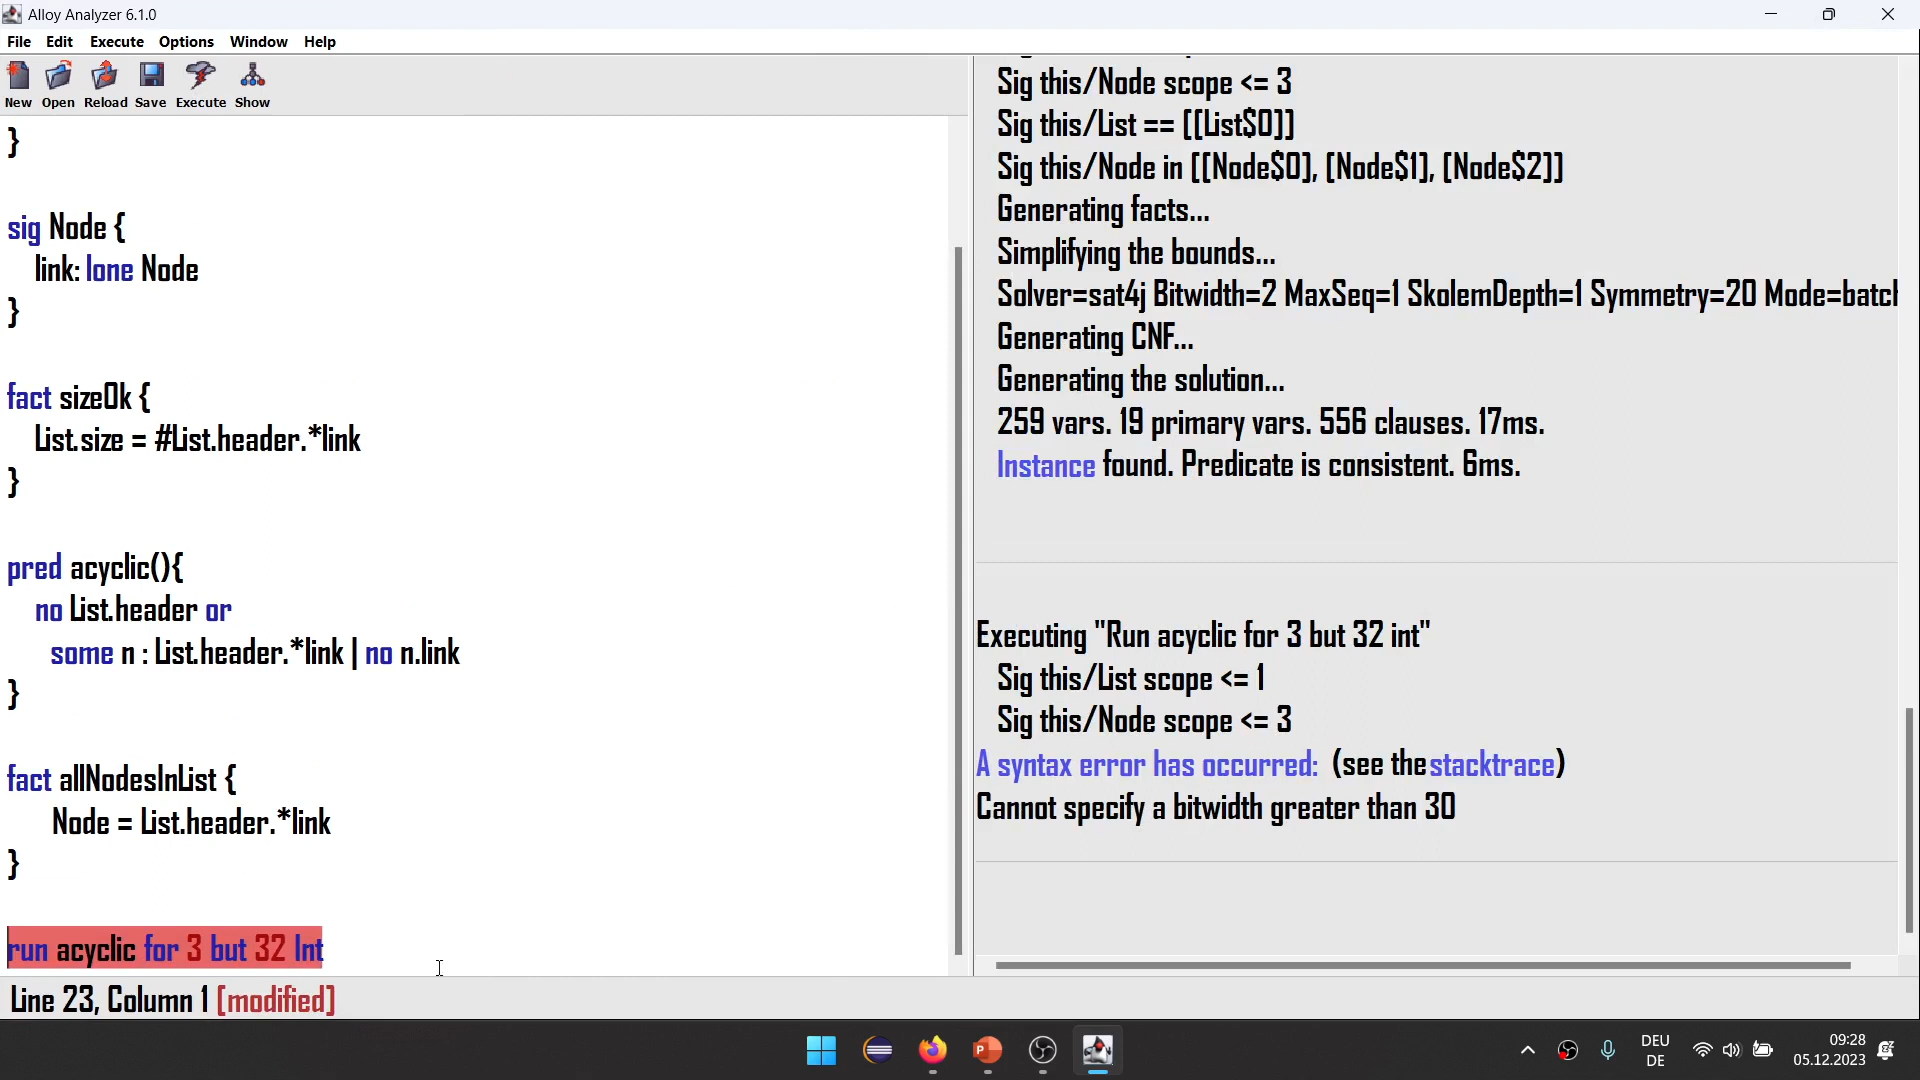 Alloy Analyzer 6.1.0
File Edit Execute Options Window Help
New Open Reload Save Execute Show
}
sig Node {
link: lone Node
}
fact sizeOk {
List.size = #List.header.*link
}
pred acyclic(){
no List.header or
some n : List.header.*link | no n.link
}
fact allNodesInList {
Node = List.header.*link
}
run acyclic for 3 but 32 Int
Line 23, Column 1 [modified]
Sig this/Node scope <= 3
Sig this/List == [[List$0]]
Sig this/Node in [[Node$0], [Node$1], [Node$2]]
Generating facts...
Simplifying the bounds...
Solver=sat4j Bitwidth=2 MaxSeq=1 SkolemDepth=1 Symmetry=20 Mode=batch
Generating CNF...
Generating the solution...
259 vars. 19 primary vars. 556 clauses. 17ms.
Instance found. Predicate is consistent. 6ms.
Executing "Run acyclic for 3 but 32 int"
Sig this/List scope <= 1
Sig this/Node scope <= 3
A syntax error has occurred: (see the stacktrace)
Cannot specify a bitwidth greater than 30
DEU
DE
09:28
05.12.2023